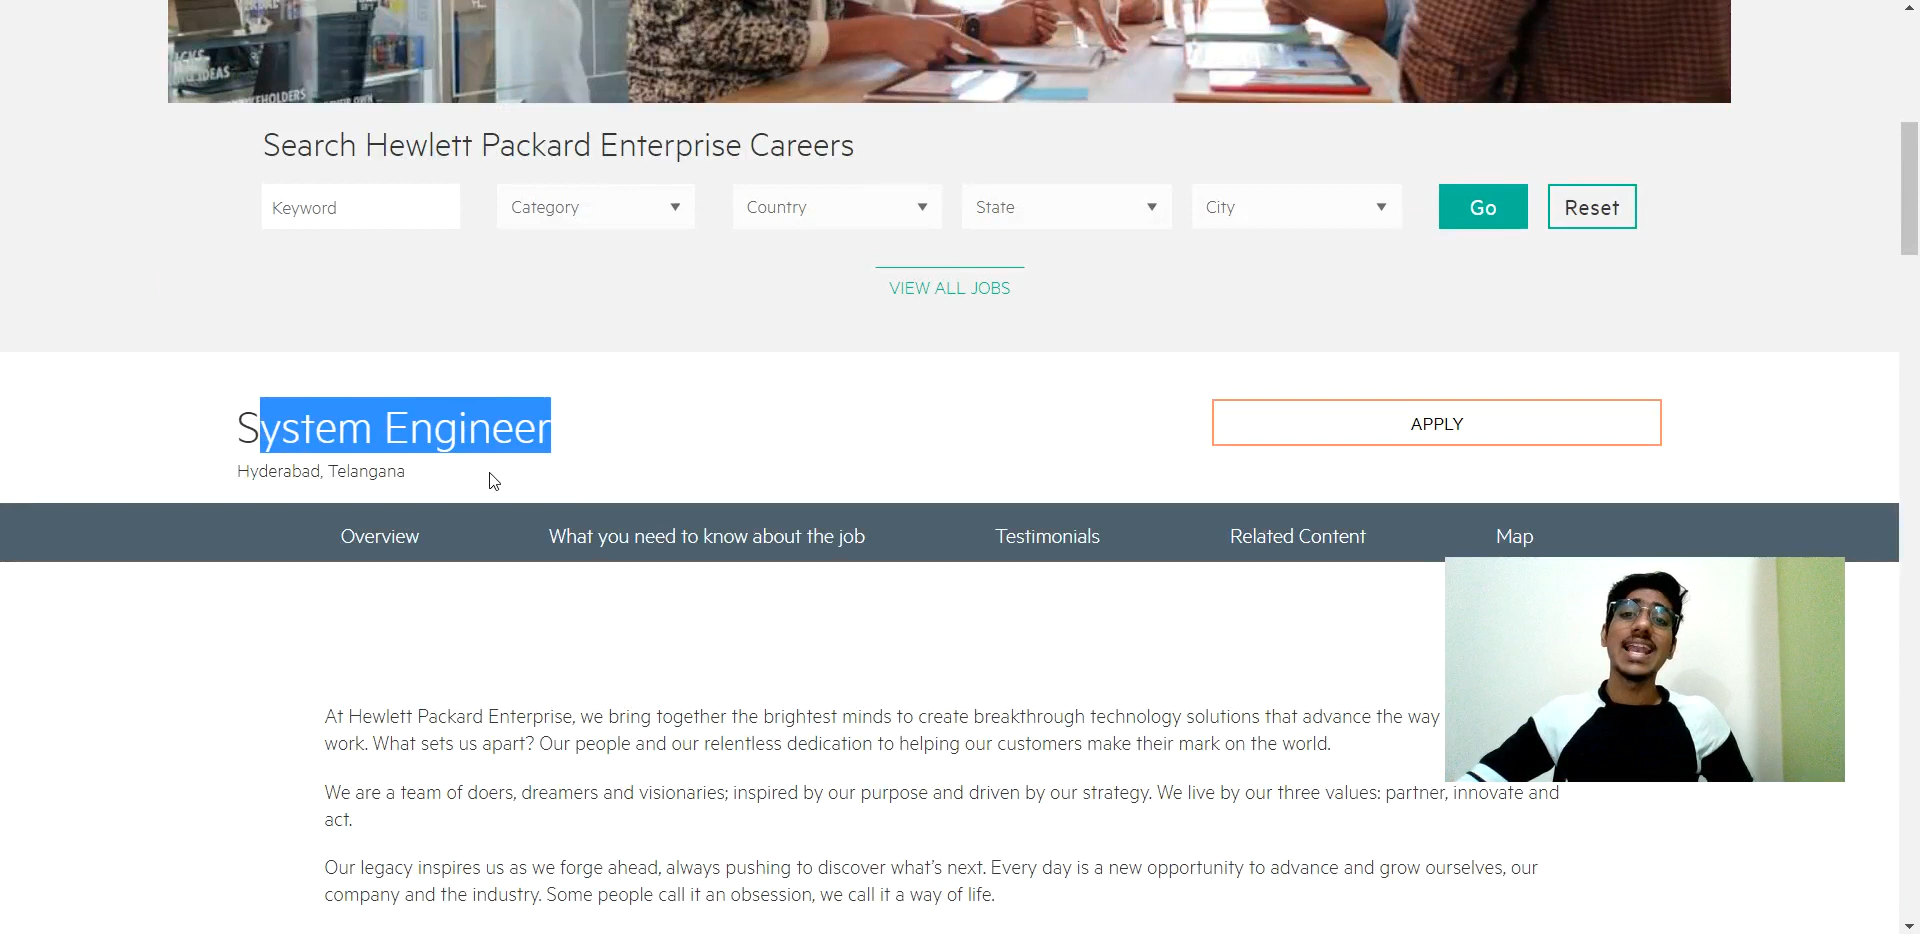 IDEAS
KEHOLDERS
Search Hewlett Packard Enterprise Careers
Keyword
Category
Country
State
City
Go
Reset
VIEW ALL JOBS
System Engineer
APPLY
Hyderabad, Telangana
Overview
What you need to know about the job
Testimonials
Related Content
Map
At Hewlett Packard Enterprise, we bring together the brightest minds to create breakthrough technology solutions that advance the way
work. What sets us apart? Our people and our relentless dedication to helping our customers make their mark on the world.
We are a team of doers, dreamers and visionaries; inspired by our purpose and driven by our strategy. We live by our three values: partner, innovate and
act.
Our legacy inspires us as we forge ahead, always pushing to discover what’s next. Every day is a new opportunity to advance and grow ourselves, our
company and the industry. Some people call it an obsession, we call it a way of life.